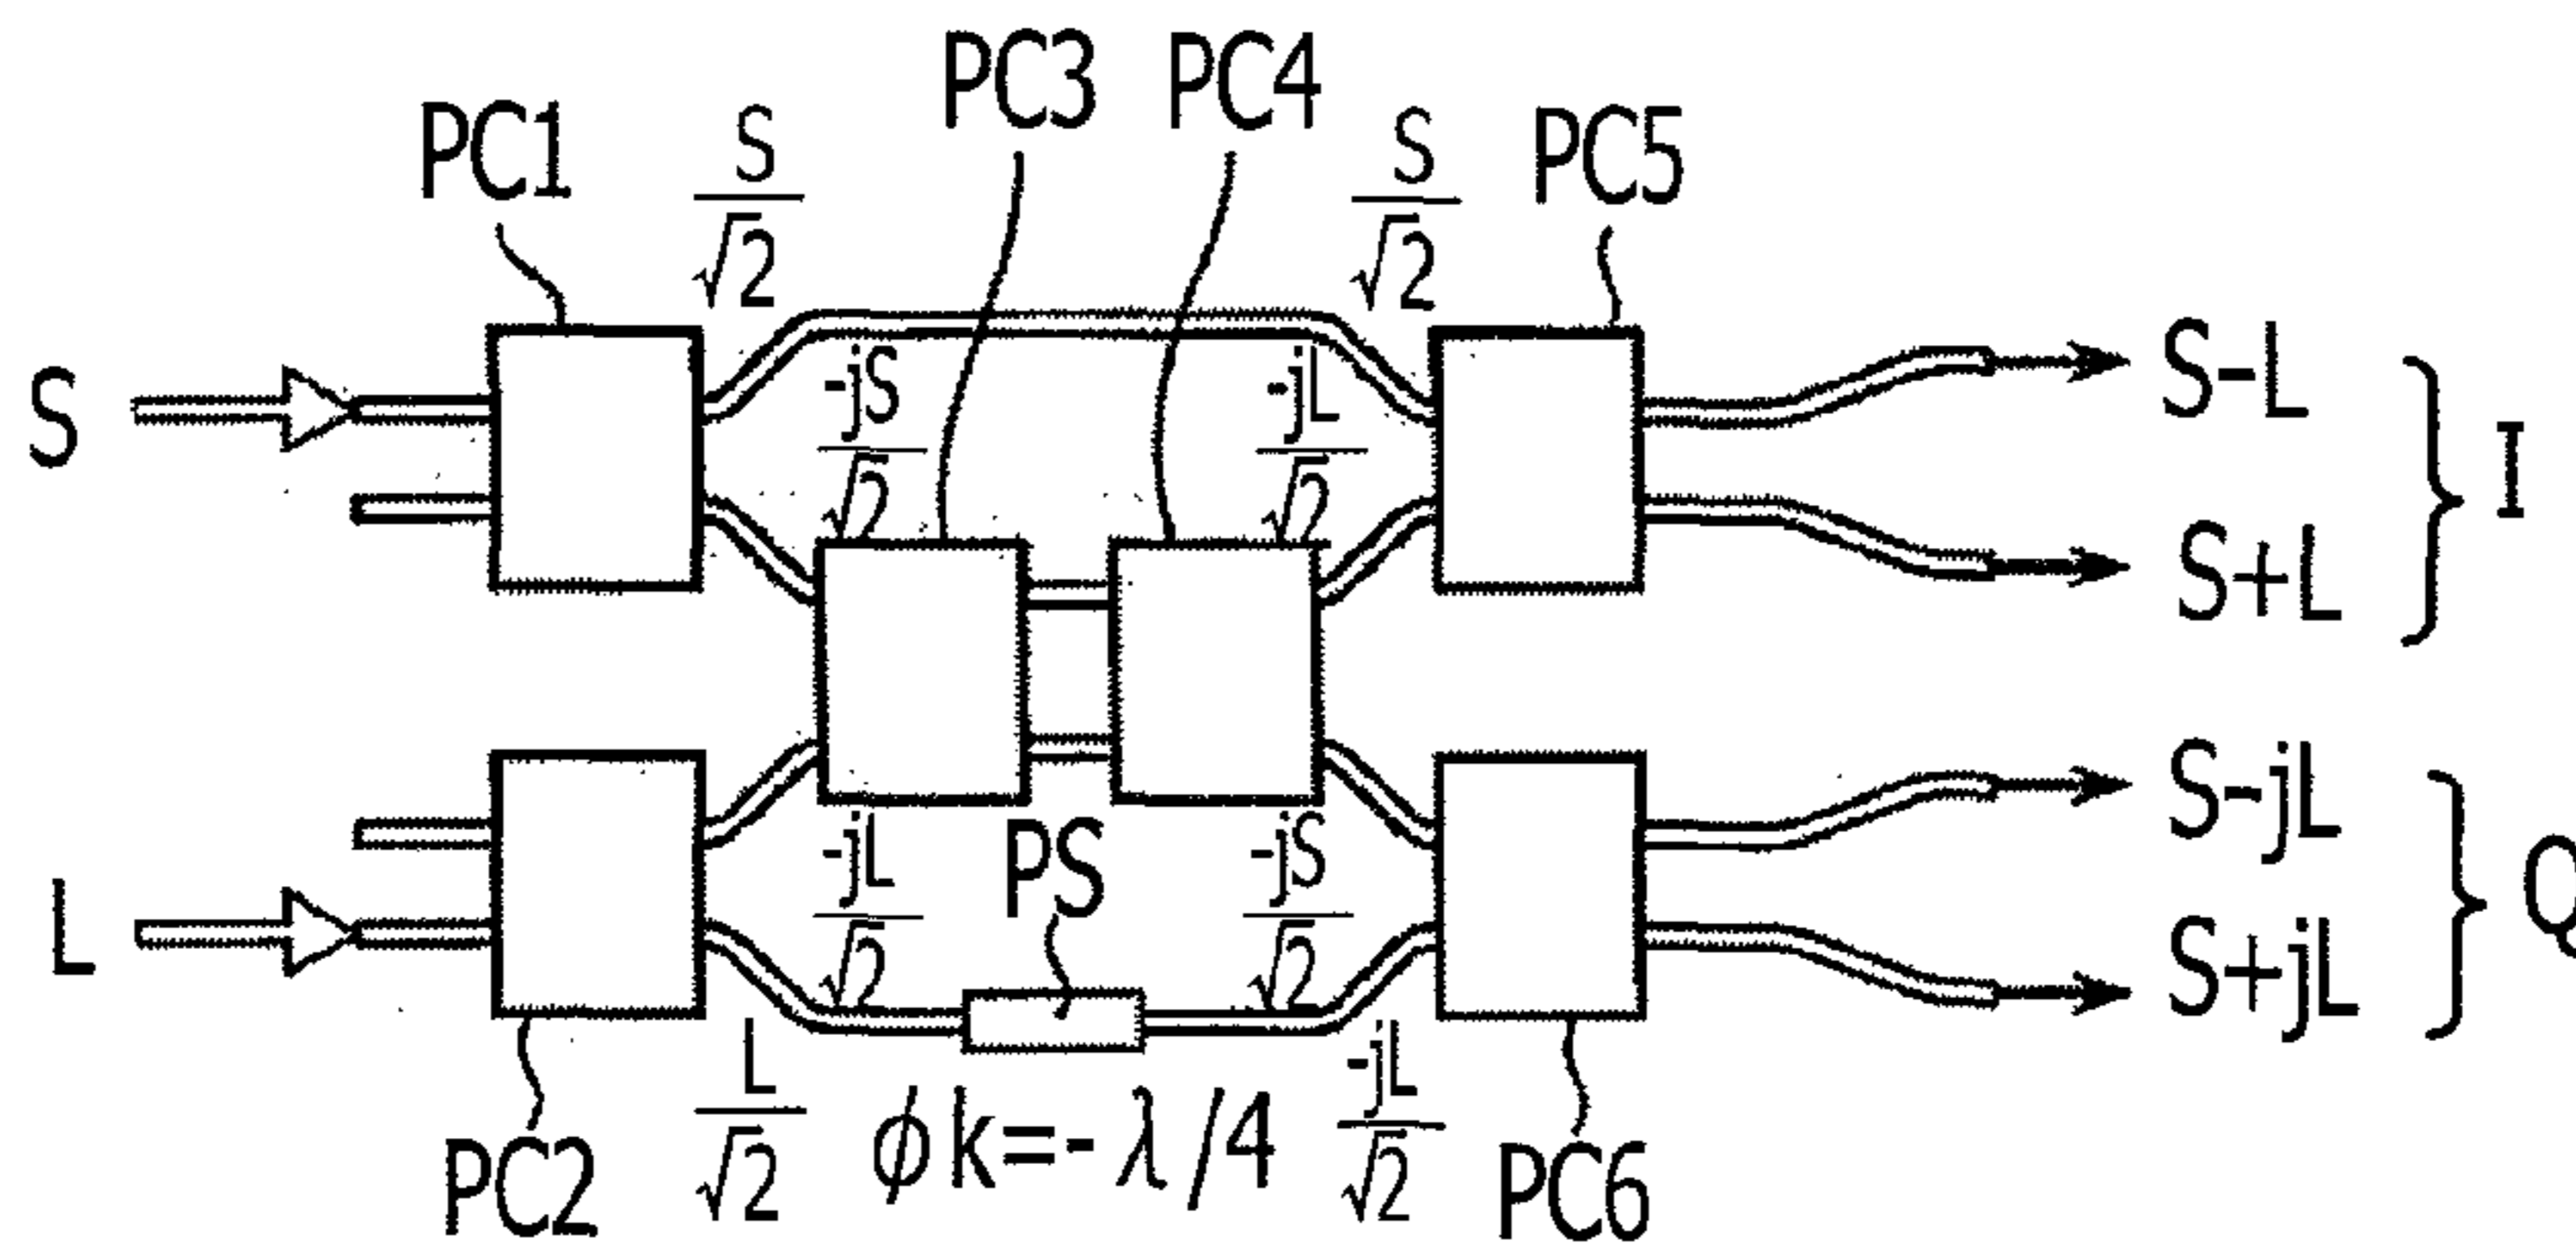 PC3
PC4
PC1
S
√2
S
√2
PC5
S
-jS
√2
-jL
√2
S-L
S+L
I
L
-jL
√2
PS
-jS
√2
S-jL
S+jL
Q
PC2
L
√2
ϕk=-λ/4
-jL
√2
PC6